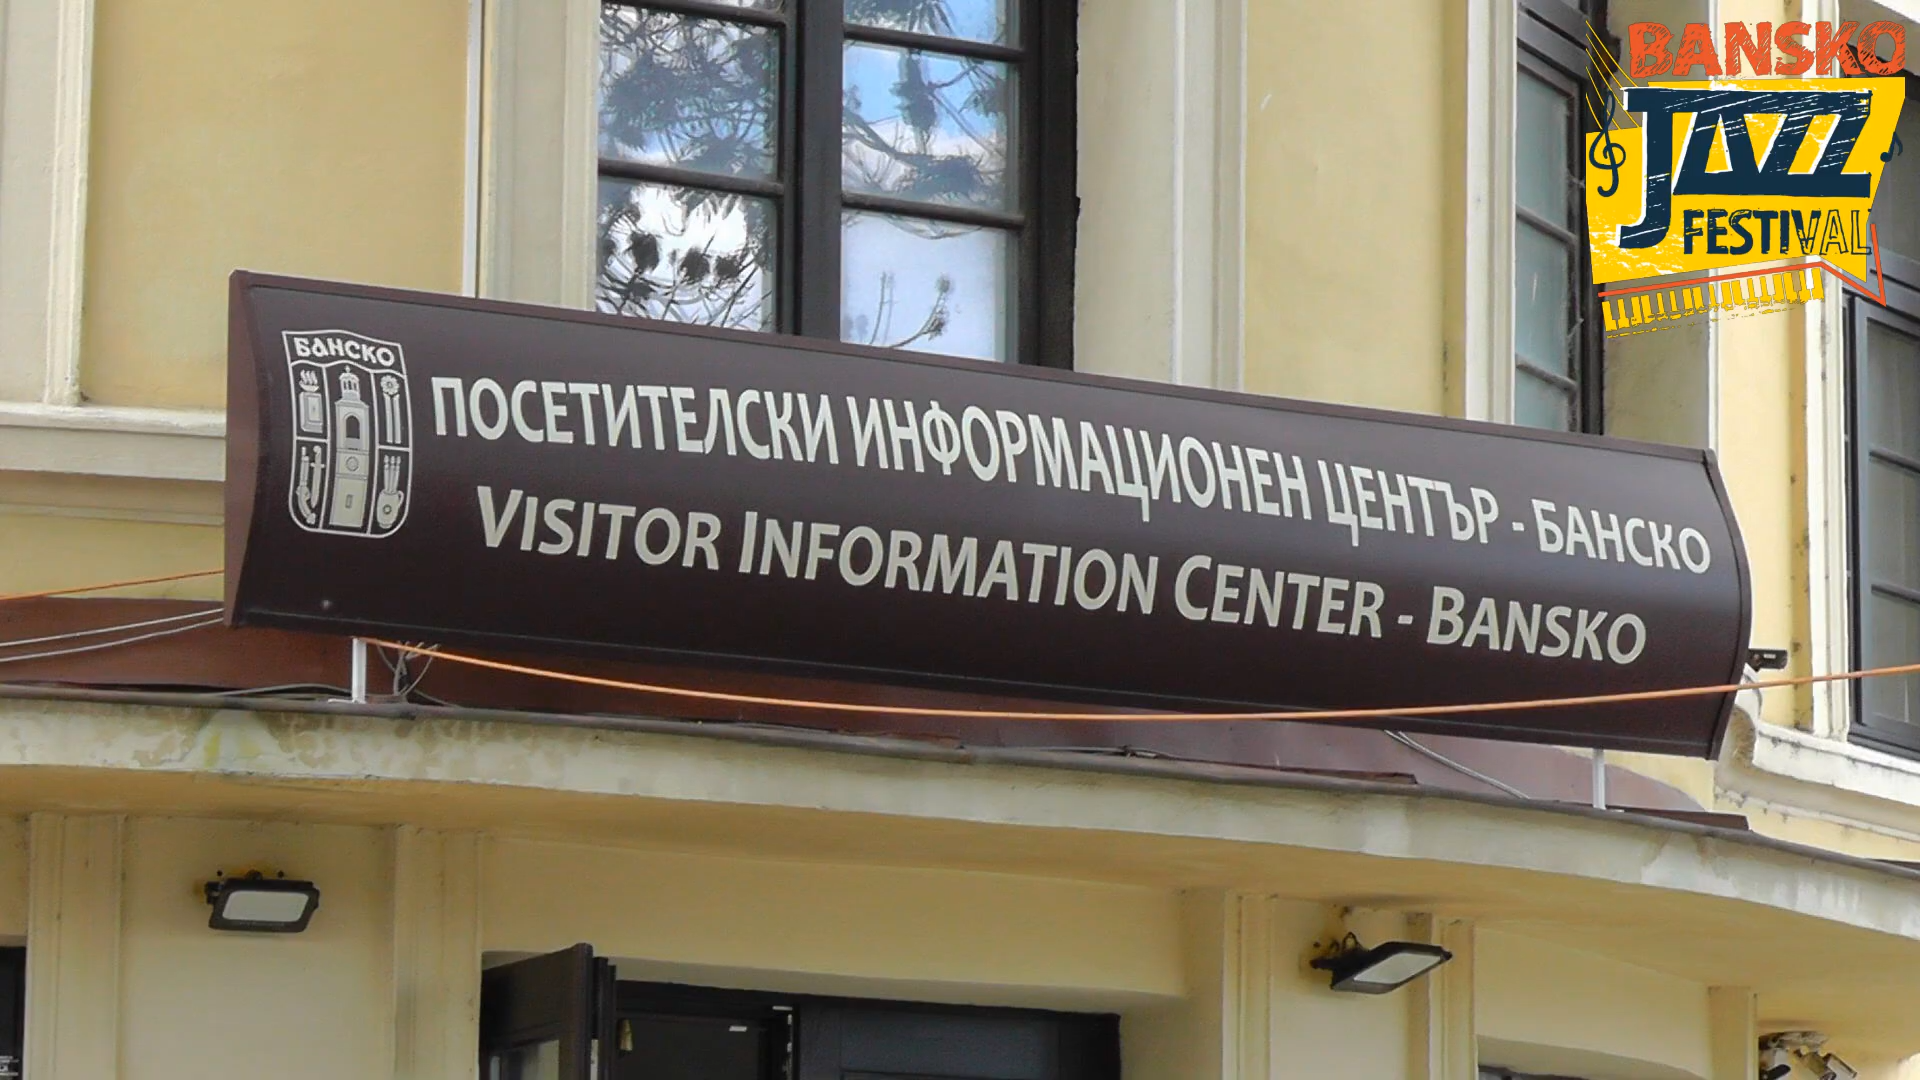 BANSKO
JAZZ
FESTIVAL
БАНСКО
ПОСЕТИТЕЛСКИ ИНФОРМАЦИОНЕН ЦЕНТЪР - БАНСКО
VISITOR INFORMATION CENTER - BANSKO